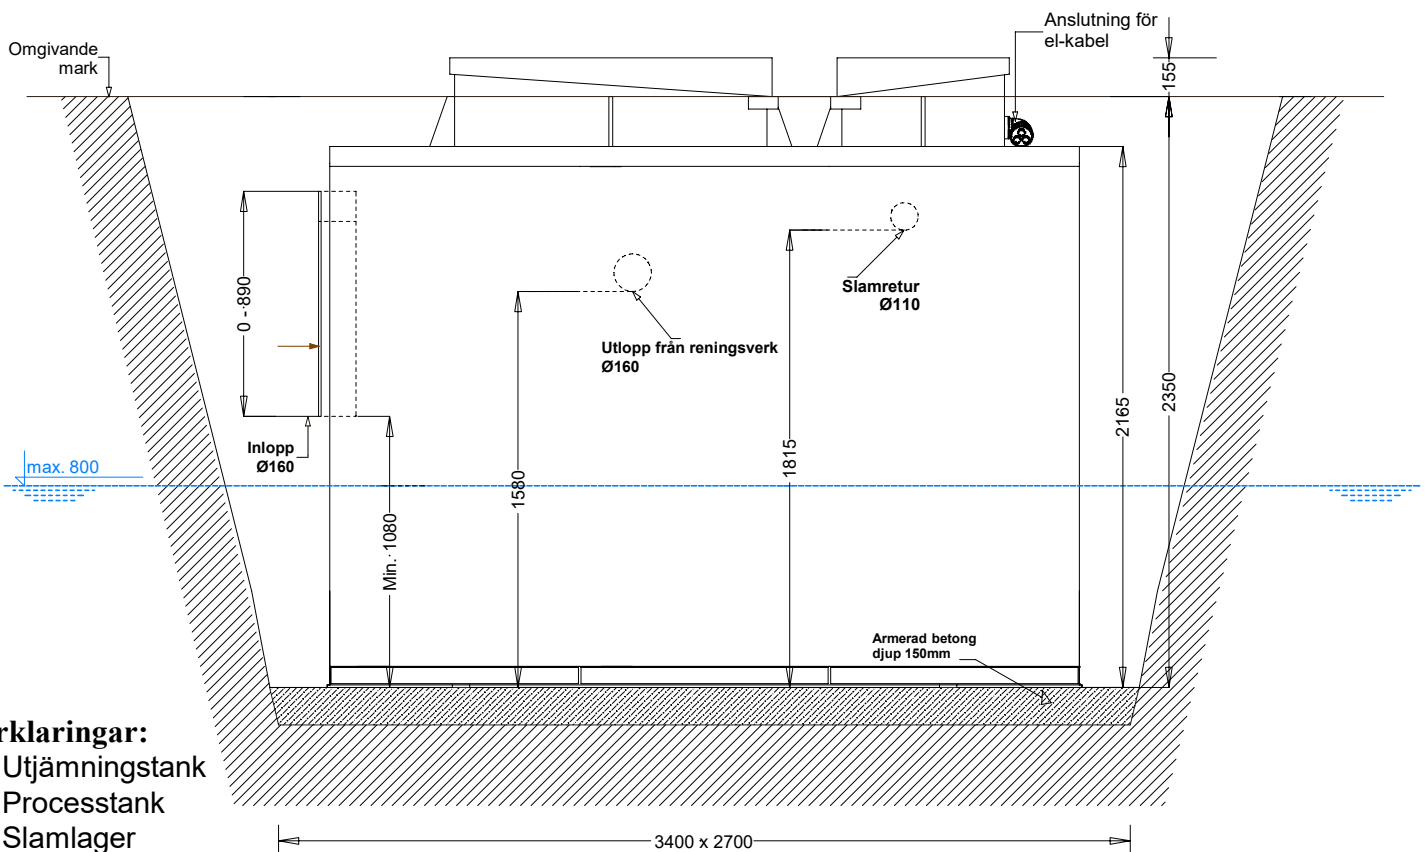 Anslutning för
el-kabel
Omgivande
mark
155
0 - 890
Slamretur
Ø110
Utlopp från reningsverk
Ø160
Inlopp
Ø160
max. 800
Min. 1080
1580
1815
2165
2350
Armerad betong
djup 150mm
rklaringar:
Utjämningstank
Processtank
Slamlager
3400 x 2700